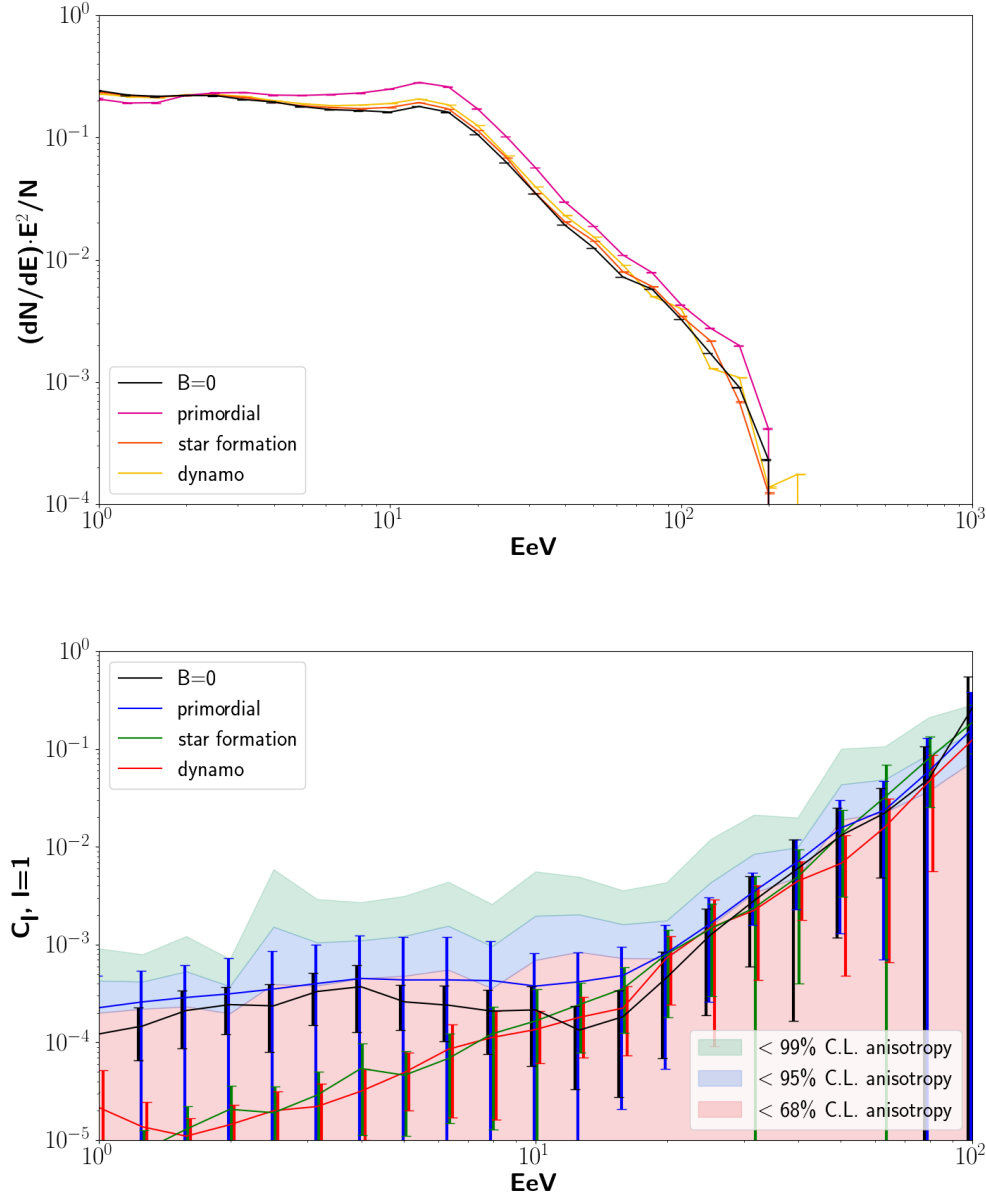 10^0
10^-1
10^-2
10^-3
10^-4
(dN/dE)·E^2/N
B=0
primordial
star formation
dynamo
10^0
10^1
10^2
10^3
EeV
10^0
10^-1
10^-2
10^-3
10^-4
10^-5
C_l, l=1
B=0
primordial
star formation
dynamo
< 99% C.L. anisotropy
< 95% C.L. anisotropy
< 68% C.L. anisotropy
10^0
10^1
10^2
EeV